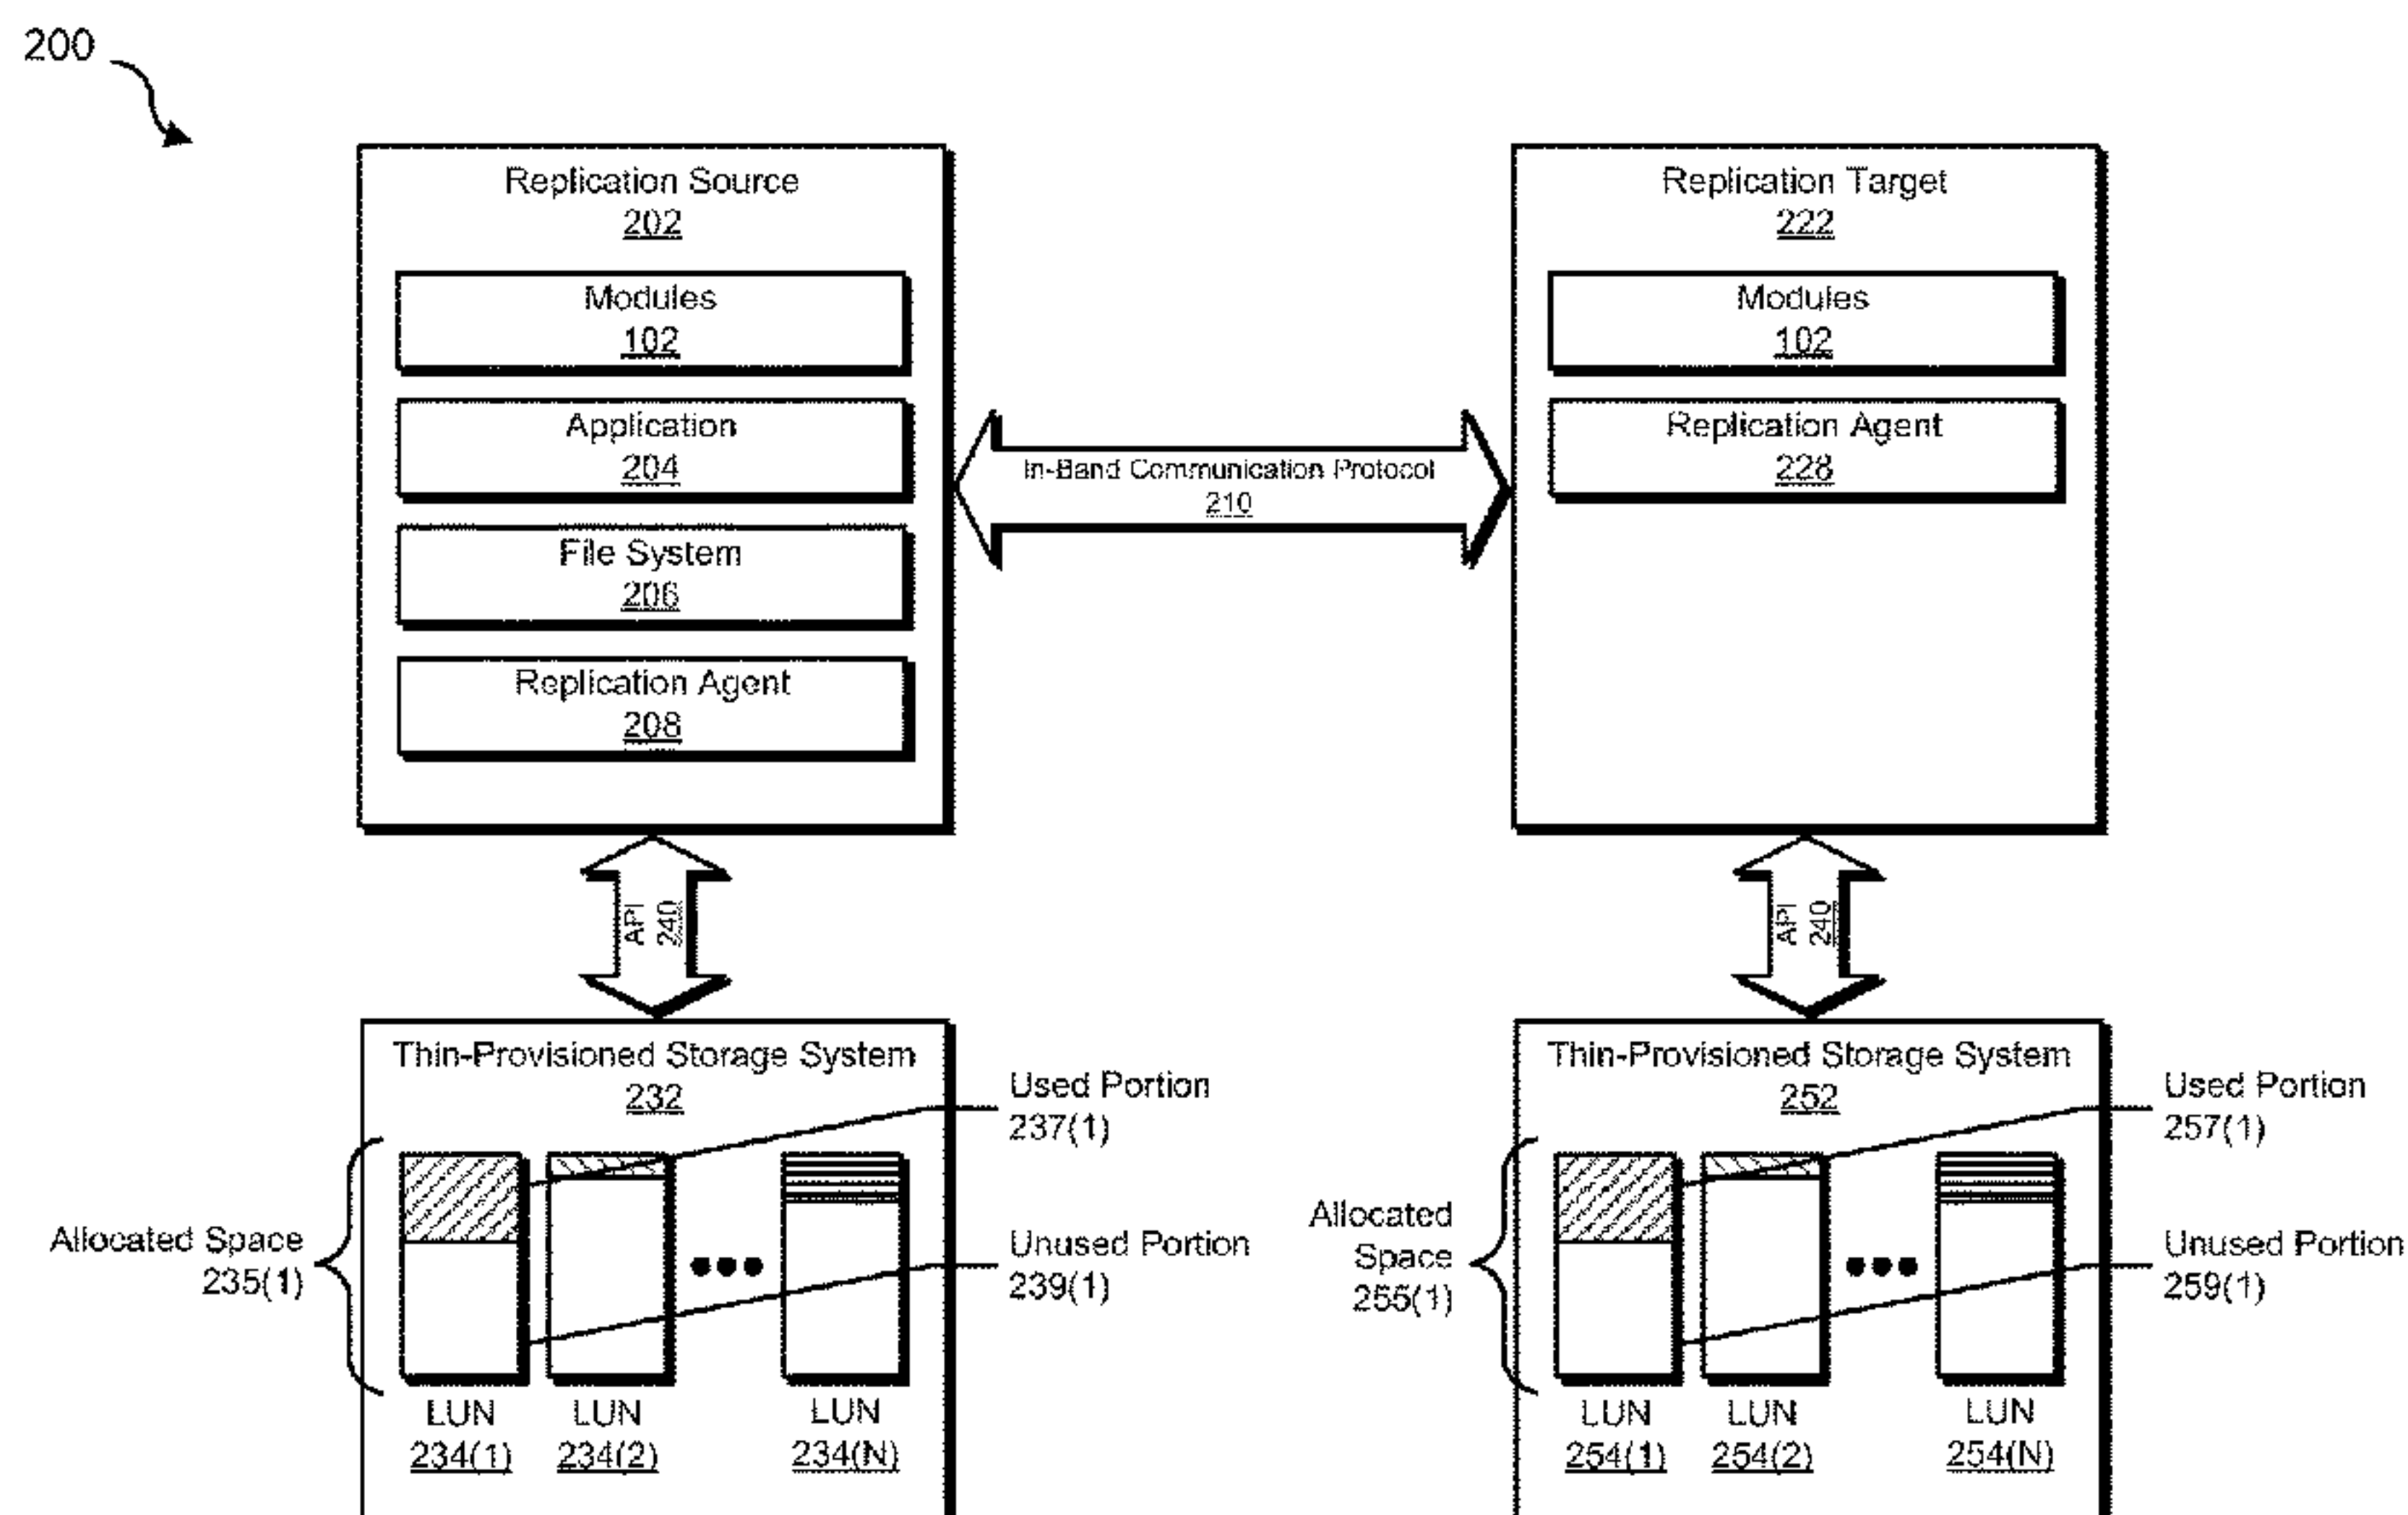 200
Replication Source
202
Modules
102
Application
204
File System
206
Replication Agent
208
In-Band Communication Protocol
210
Replication Target
222
Modules
102
Replication Agent
228
API
240
API
240
Thin-Provisioned Storage System
232
Used Portion
237(1)
Allocated Space
235(1)
Unused Portion
239(1)
LUN
234(1)
LUN
234(2)
LUN
234(N)
Thin-Provisioned Storage System
252
Used Portion
257(1)
Allocated
Space
255(1)
Unused Portion
259(1)
LUN
254(1)
LUN
254(2)
LUN
254(N)